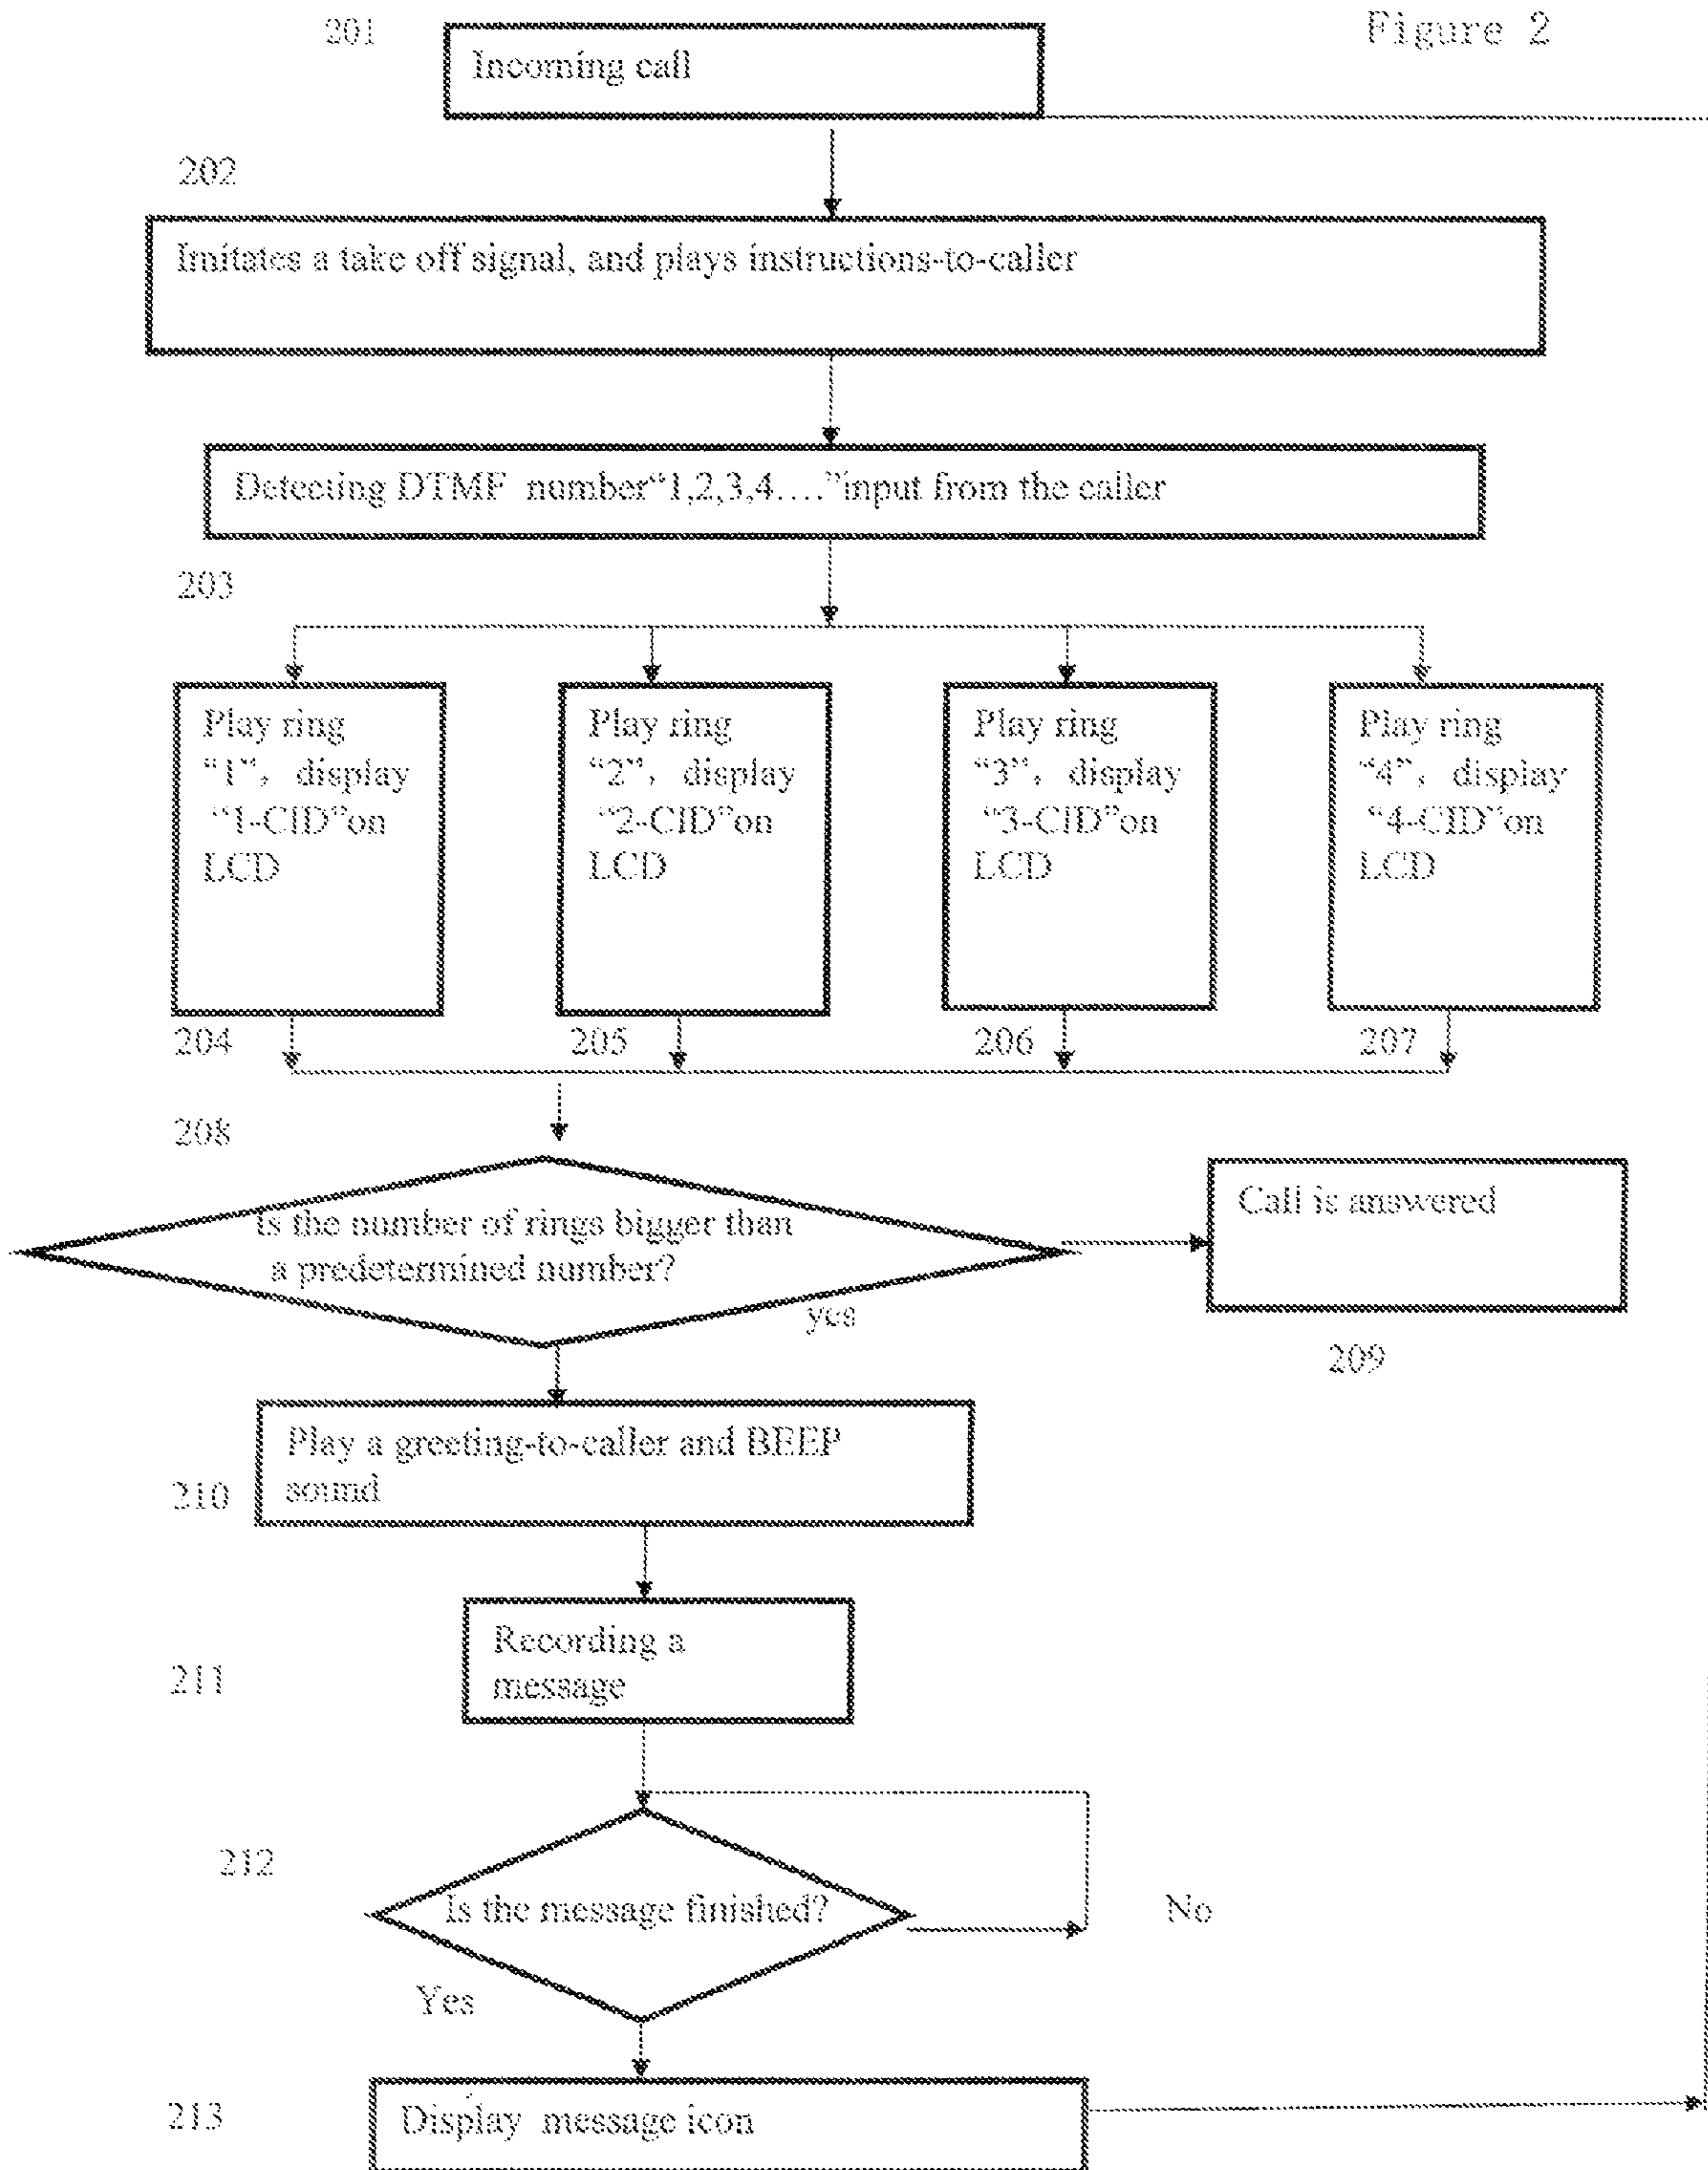 201
Figure 2
Incoming call
202
Imitates a take off signal, and plays instructions-to-caller
Detecting DTMF number“1,2,3,4….”input from the caller
203
Play ring
“1”, display
“1-CID”on
LCD
Play ring
“2”, display
“2-CID”on
LCD
Play ring
“3”, display
“3-CID”on
LCD
Play ring
“4”, display
“4-CID”on
LCD
204
205
206
207
208
Is the number of rings bigger than
a predetermined number?
yes
Call is answered
209
Play a greeting-to-caller and BEEP
sound
210
Recording a
message
211
212
Is the message finished?
No
Yes
213
Display message icon